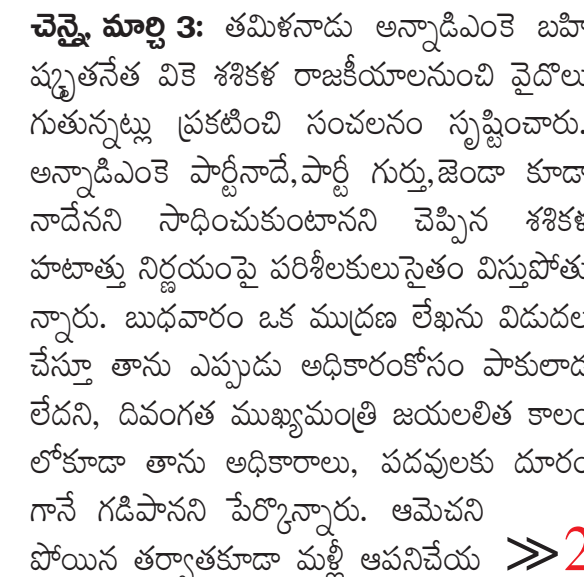 చెన్నై, మార్చి 3: తమిళనాడు అన్నాడిఎంకె బహి
ష్కృతనేత వికె శశికళ రాజకీయాలనుంచి వైదొలు
గుతున్నట్లు ప్రకటించి సంచలనం సృష్టించారు.
అన్నాడిఎంకె పార్టీనాదే,పార్టీ గుర్తు,జెండా కూడా
నాదేనని సాధించుకుంటానని చెప్పిన శశికళ
హటాత్తు నిర్ణయంపై పరిశీలకులుసైతం విస్తుపోతు
న్నారు. బుధవారం ఒక ముద్రణ లేఖను విడుదల
చేస్తూ తాను ఎప్పుడు అధికారంకోసం పాకులాడ
లేదని, దివంగత ముఖ్యమంత్రి జయలలిత కాలం
లోకూడా తాను అధికారాలు, పదవులకు దూరం
గానే గడిపానని పేర్కొన్నారు. ఆమెచని
పోయిన తర్వాతకూడా మళ్లీ ఆపనిచేయ >>2